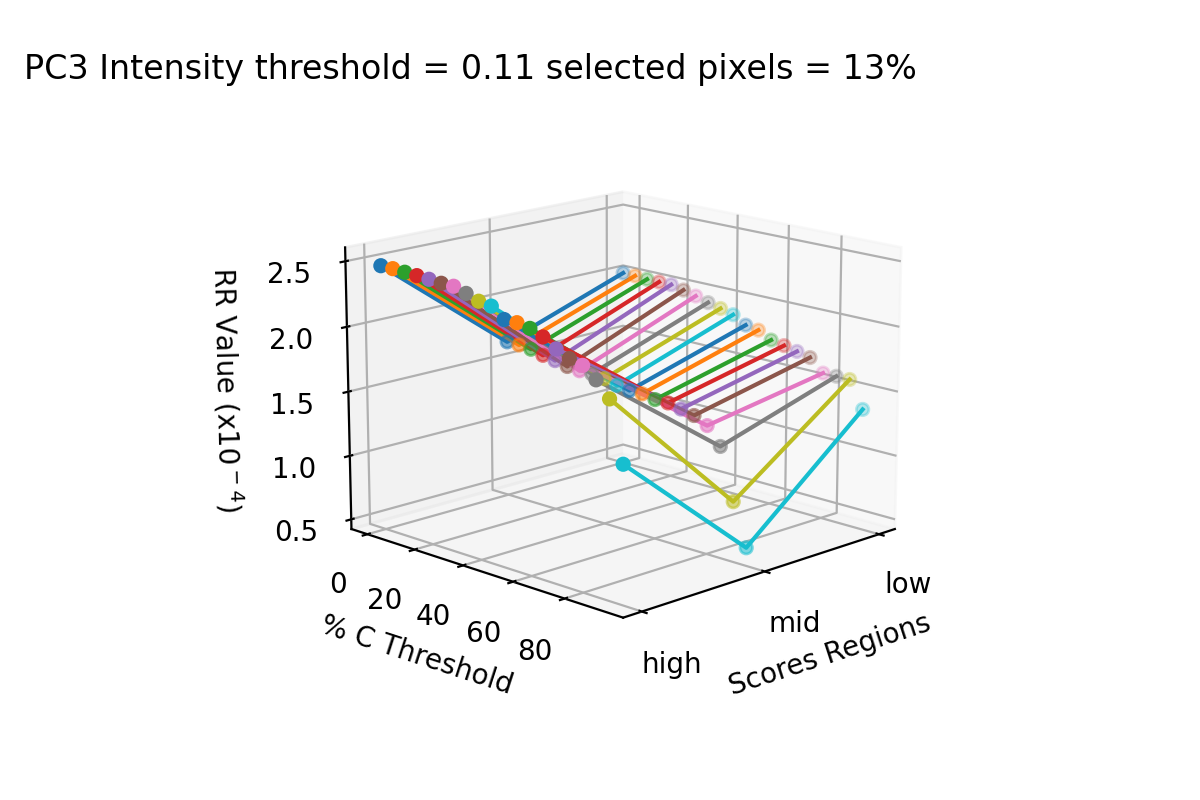 PC3 Intensity threshold = 0.11 selected pixels = 13%
RR Value (x10⁻⁴)
2.5
2.0
1.5
1.0
0.5
0
20
40
60
80
% C Threshold
high
mid
low
Scores Regions